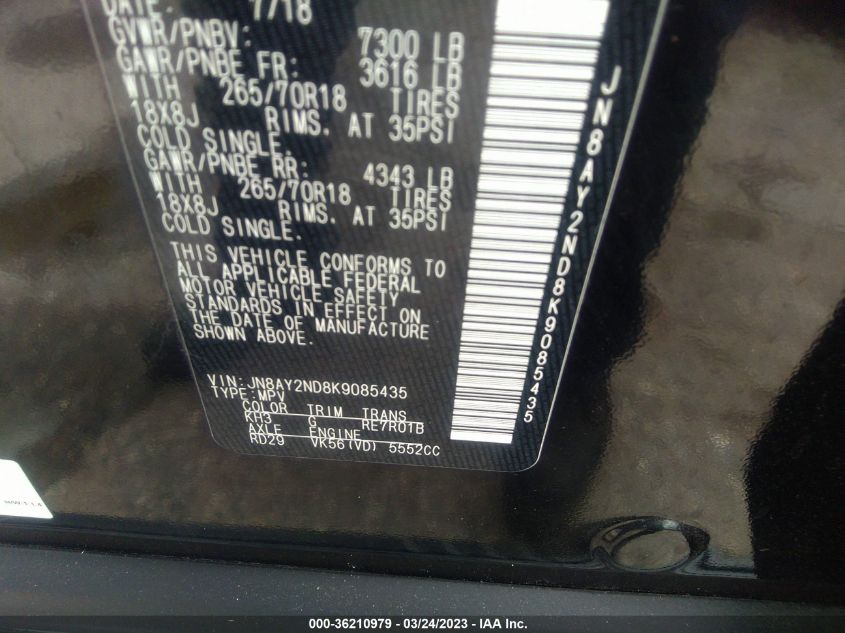 DATE: 7/18
GVWR/PNBV: 7300 LB
GAWR/PNBE FR: 3616 LB
WITH 265/70R18 TIRES
18X8J RIMS. AT 35PSI
COLD SINGLE.
GAWR/PNBE RR: 4343 LB
WITH 265/70R18 TIRES
18X8J RIMS. AT 35PSI
COLD SINGLE.
THIS VEHICLE CONFORMS TO
ALL APPLICABLE FEDERAL
MOTOR VEHICLE SAFETY
STANDARDS IN EFFECT ON
THE DATE OF MANUFACTURE
SHOWN ABOVE.
VIN:JN8AY2ND8K9085435
TYPE:MPV
COLOR TRIM TRANS
KH3 G RE7R01B
AXLE ENGINE
RD29 VK56(VD) 5552CC
JN8AY2ND8K9085435
000-36210979 / 03/24/2023 / IAA Inc.